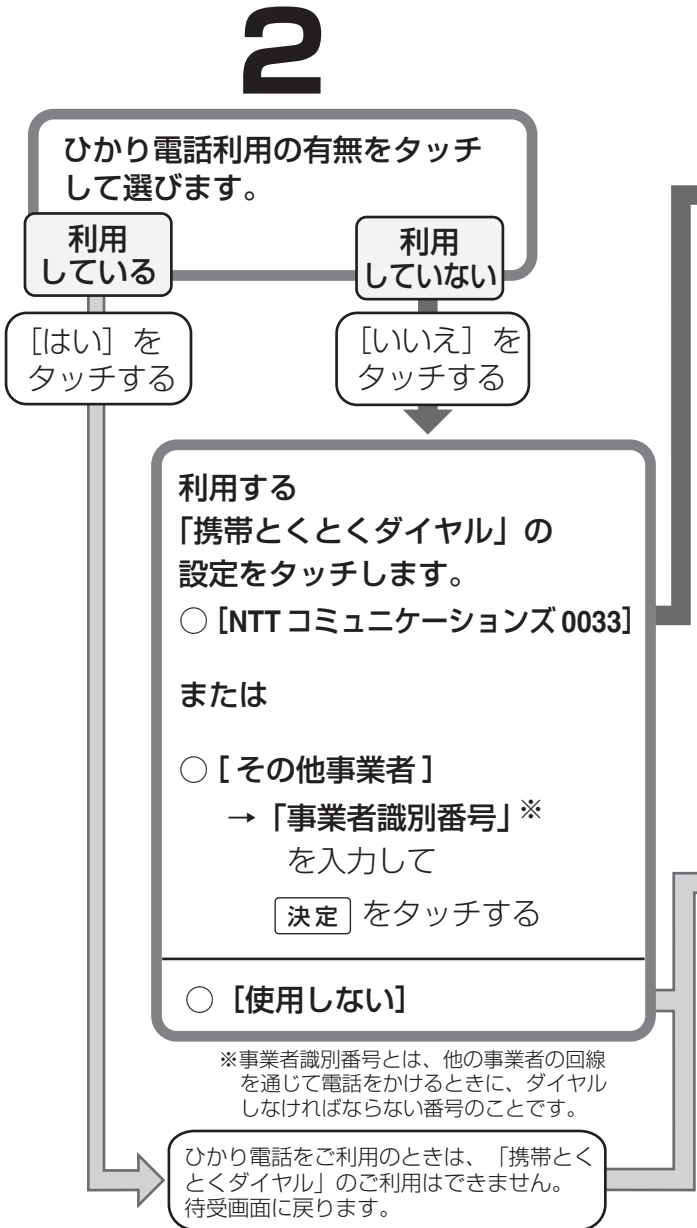 2
ひかり電話利用の有無をタッチ
して選びます。
利用
している
利用
していない
［はい］を
タッチする
［いいえ］を
タッチする
利用する
「携帯とくとくダイヤル」の
設定をタッチします。
○［NTT コミュニケーションズ 0033］
または
○［その他事業者］
→「事業者識別番号」※
を入力して
決定 をタッチする
○［使用しない］
※事業者識別番号とは、他の事業者の回線
を通じて電話をかけるときに、ダイヤル
しなければならない番号のことです。
ひかり電話をご利用のときは、「携帯とく
とくダイヤル」のご利用はできません。
待受画面に戻ります。